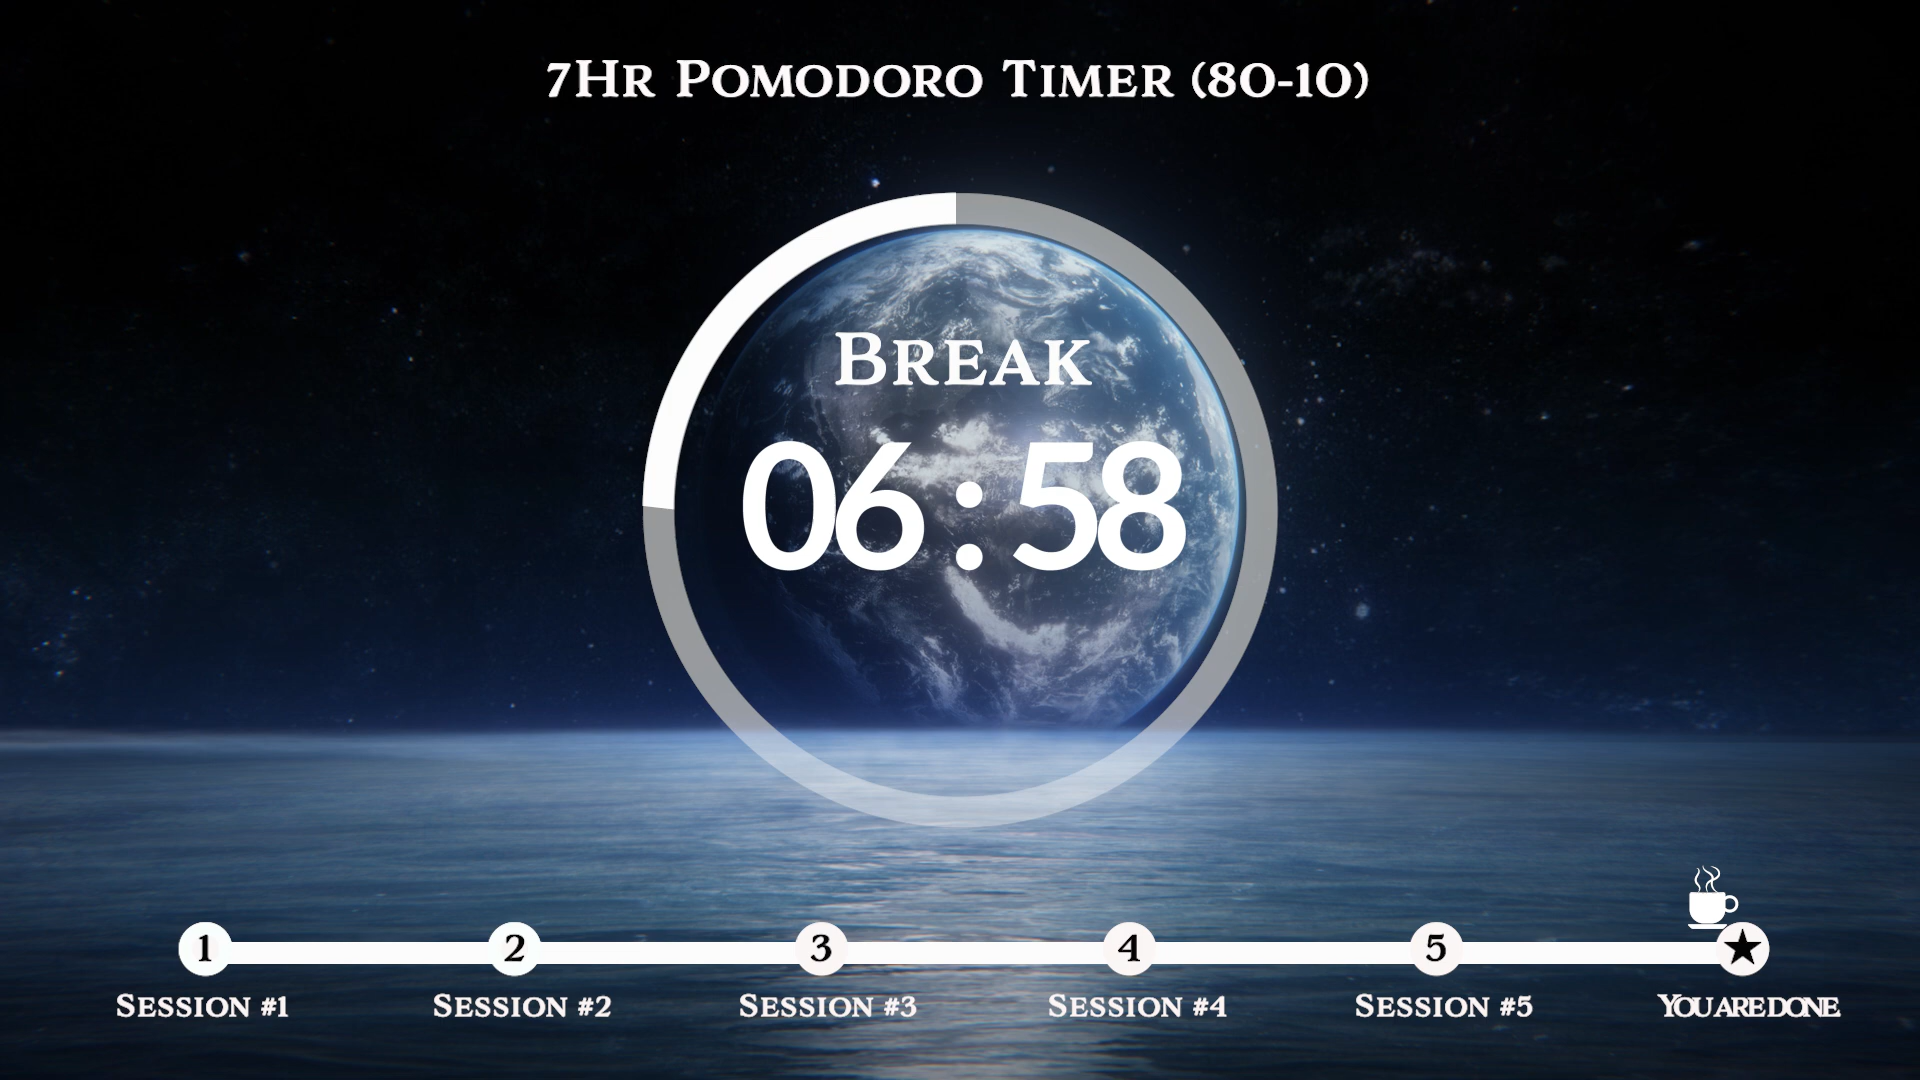 7Hr Pomodoro Timer (80-10)
Break
06:58
1 2 3 4 5
Session #1 Session #2 Session #3 Session #4 Session #5 You are done